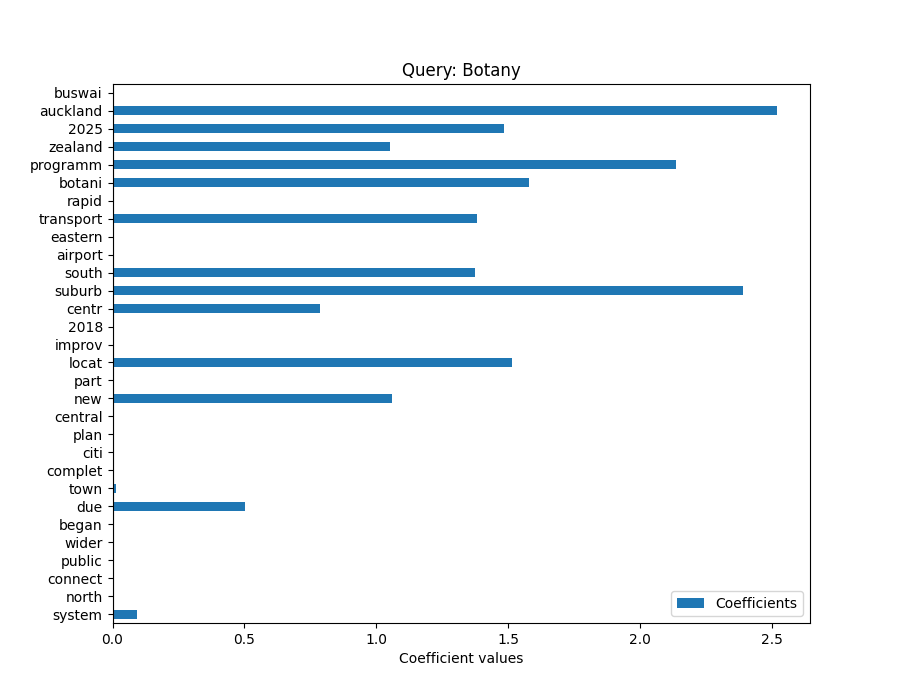 Query: Botany
buswai
auckland
2025
zealand
programm
botani
rapid
transport
eastern
airport
south
suburb
centr
2018
improv
locat
part
new
central
plan
citi
complet
town
due
began
wider
public
connect
north
system
Coefficients
0.0 0.5 1.0 1.5 2.0 2.5
Coefficient values